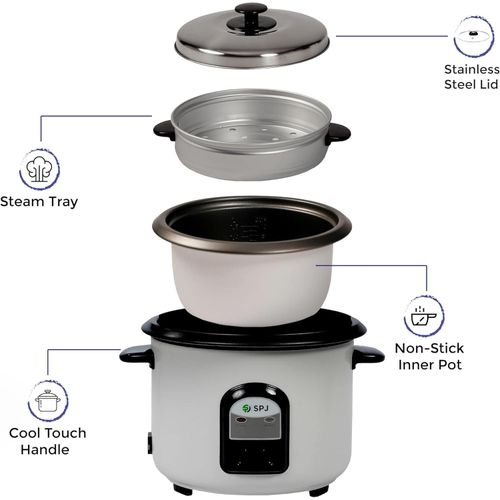 Stainless
Steel Lid
Steam Tray
Non-Stick
Inner Pot
SPJ
Cool Touch
Handle